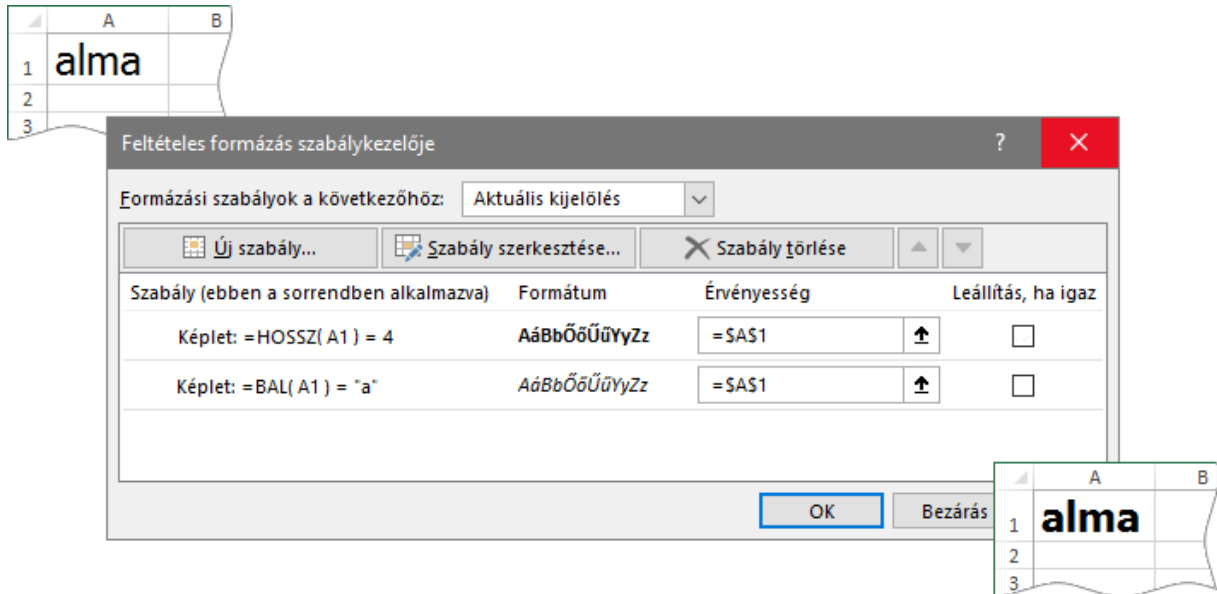 A B
1 alma
2
3
Feltételes formázás szabálykezelője ?
Formázási szabályok a következőhöz: Aktuális kijelölés
Új szabály... Szabály szerkesztése... Szabály törlése
Szabály (ebben a sorrendben alkalmazva) Formátum Érvényesség Leállítás, ha igaz
Képlet: =HOSSZ( A1 ) = 4 AáBbŐőŰűYyZz =$A$1
Képlet: =BAL( A1 ) = "a" AáBbŐőŰűYyZz =$A$1
OK Bezárás
A B
1 alma
2
3